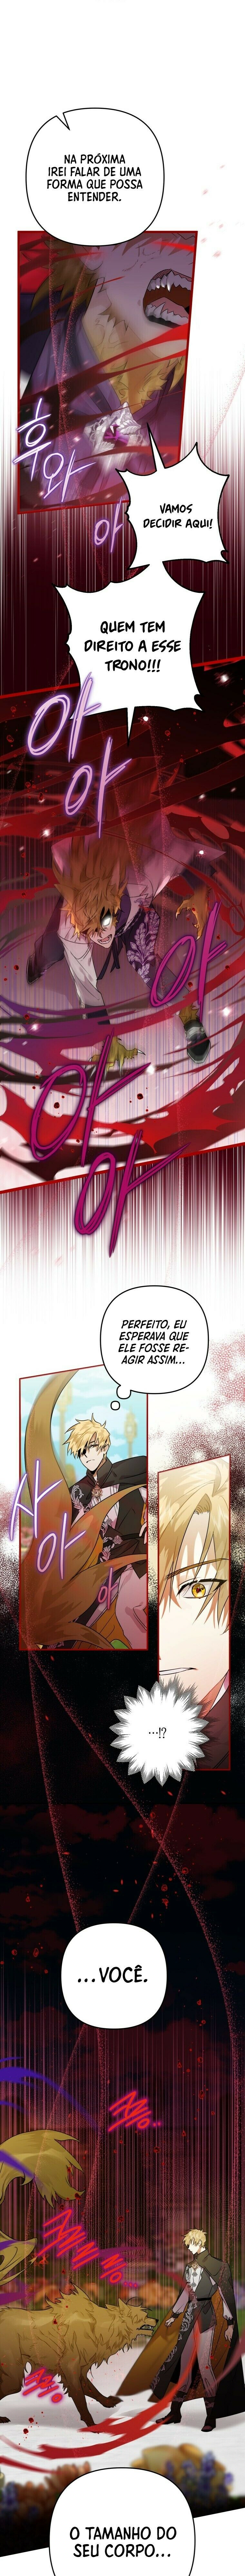 NA PRÓXIMA
IREI FALAR DE UMA
FORMA QUE POSSA
ENTENDER.
후와
아
VAMOS
DECIDIR AQUI!
QUEM TEM
DIREITO A ESSE
TRONO!!!
아
아
아
아
아
PERFEITO, EU
ESPERAVA QUE
ELE FOSSE RE-
AGIR ASSIM...
사
아
아
...!?
...VOCÊ.
O TAMANHO DO
SEU CORPO...